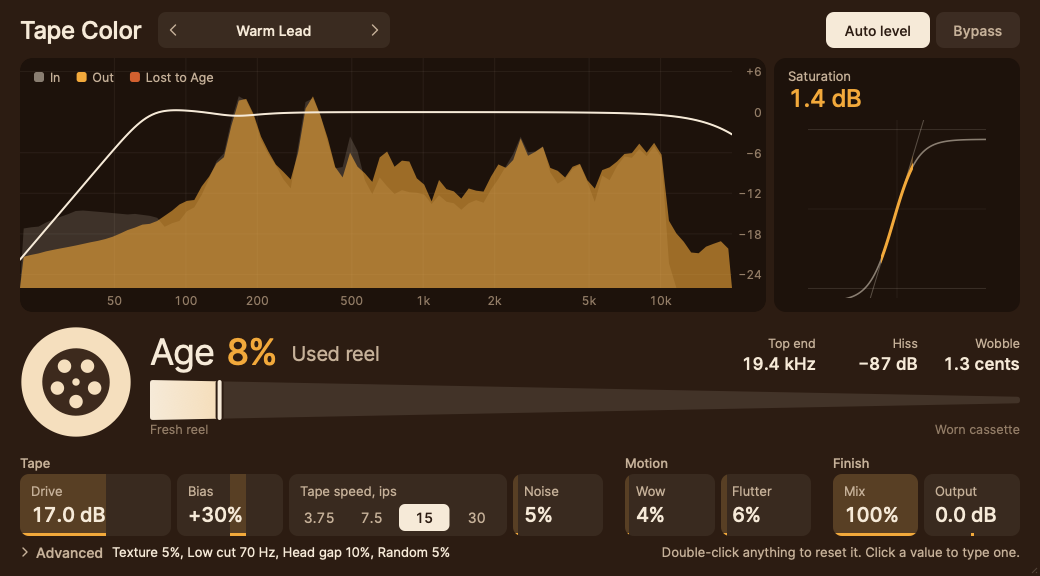 Tape Color
Warm Lead
Auto level
Bypass
In
Out
Lost to Age
+6
0
−6
−12
−18
−24
50
100
200
500
1k
2k
5k
10k
Saturation
1.4 dB
Age 8% Used reel
Top end
19.4 kHz
Hiss
−87 dB
Wobble
1.3 cents
Fresh reel
Worn cassette
Tape
Drive
17.0 dB
Bias
+30%
Tape speed, ips
3.75 7.5 15 30
Noise
5%
Motion
Wow
4%
Flutter
6%
Finish
Mix
100%
Output
0.0 dB
Advanced Texture 5%, Low cut 70 Hz, Head gap 10%, Random 5%
Double-click anything to reset it. Click a value to type one.